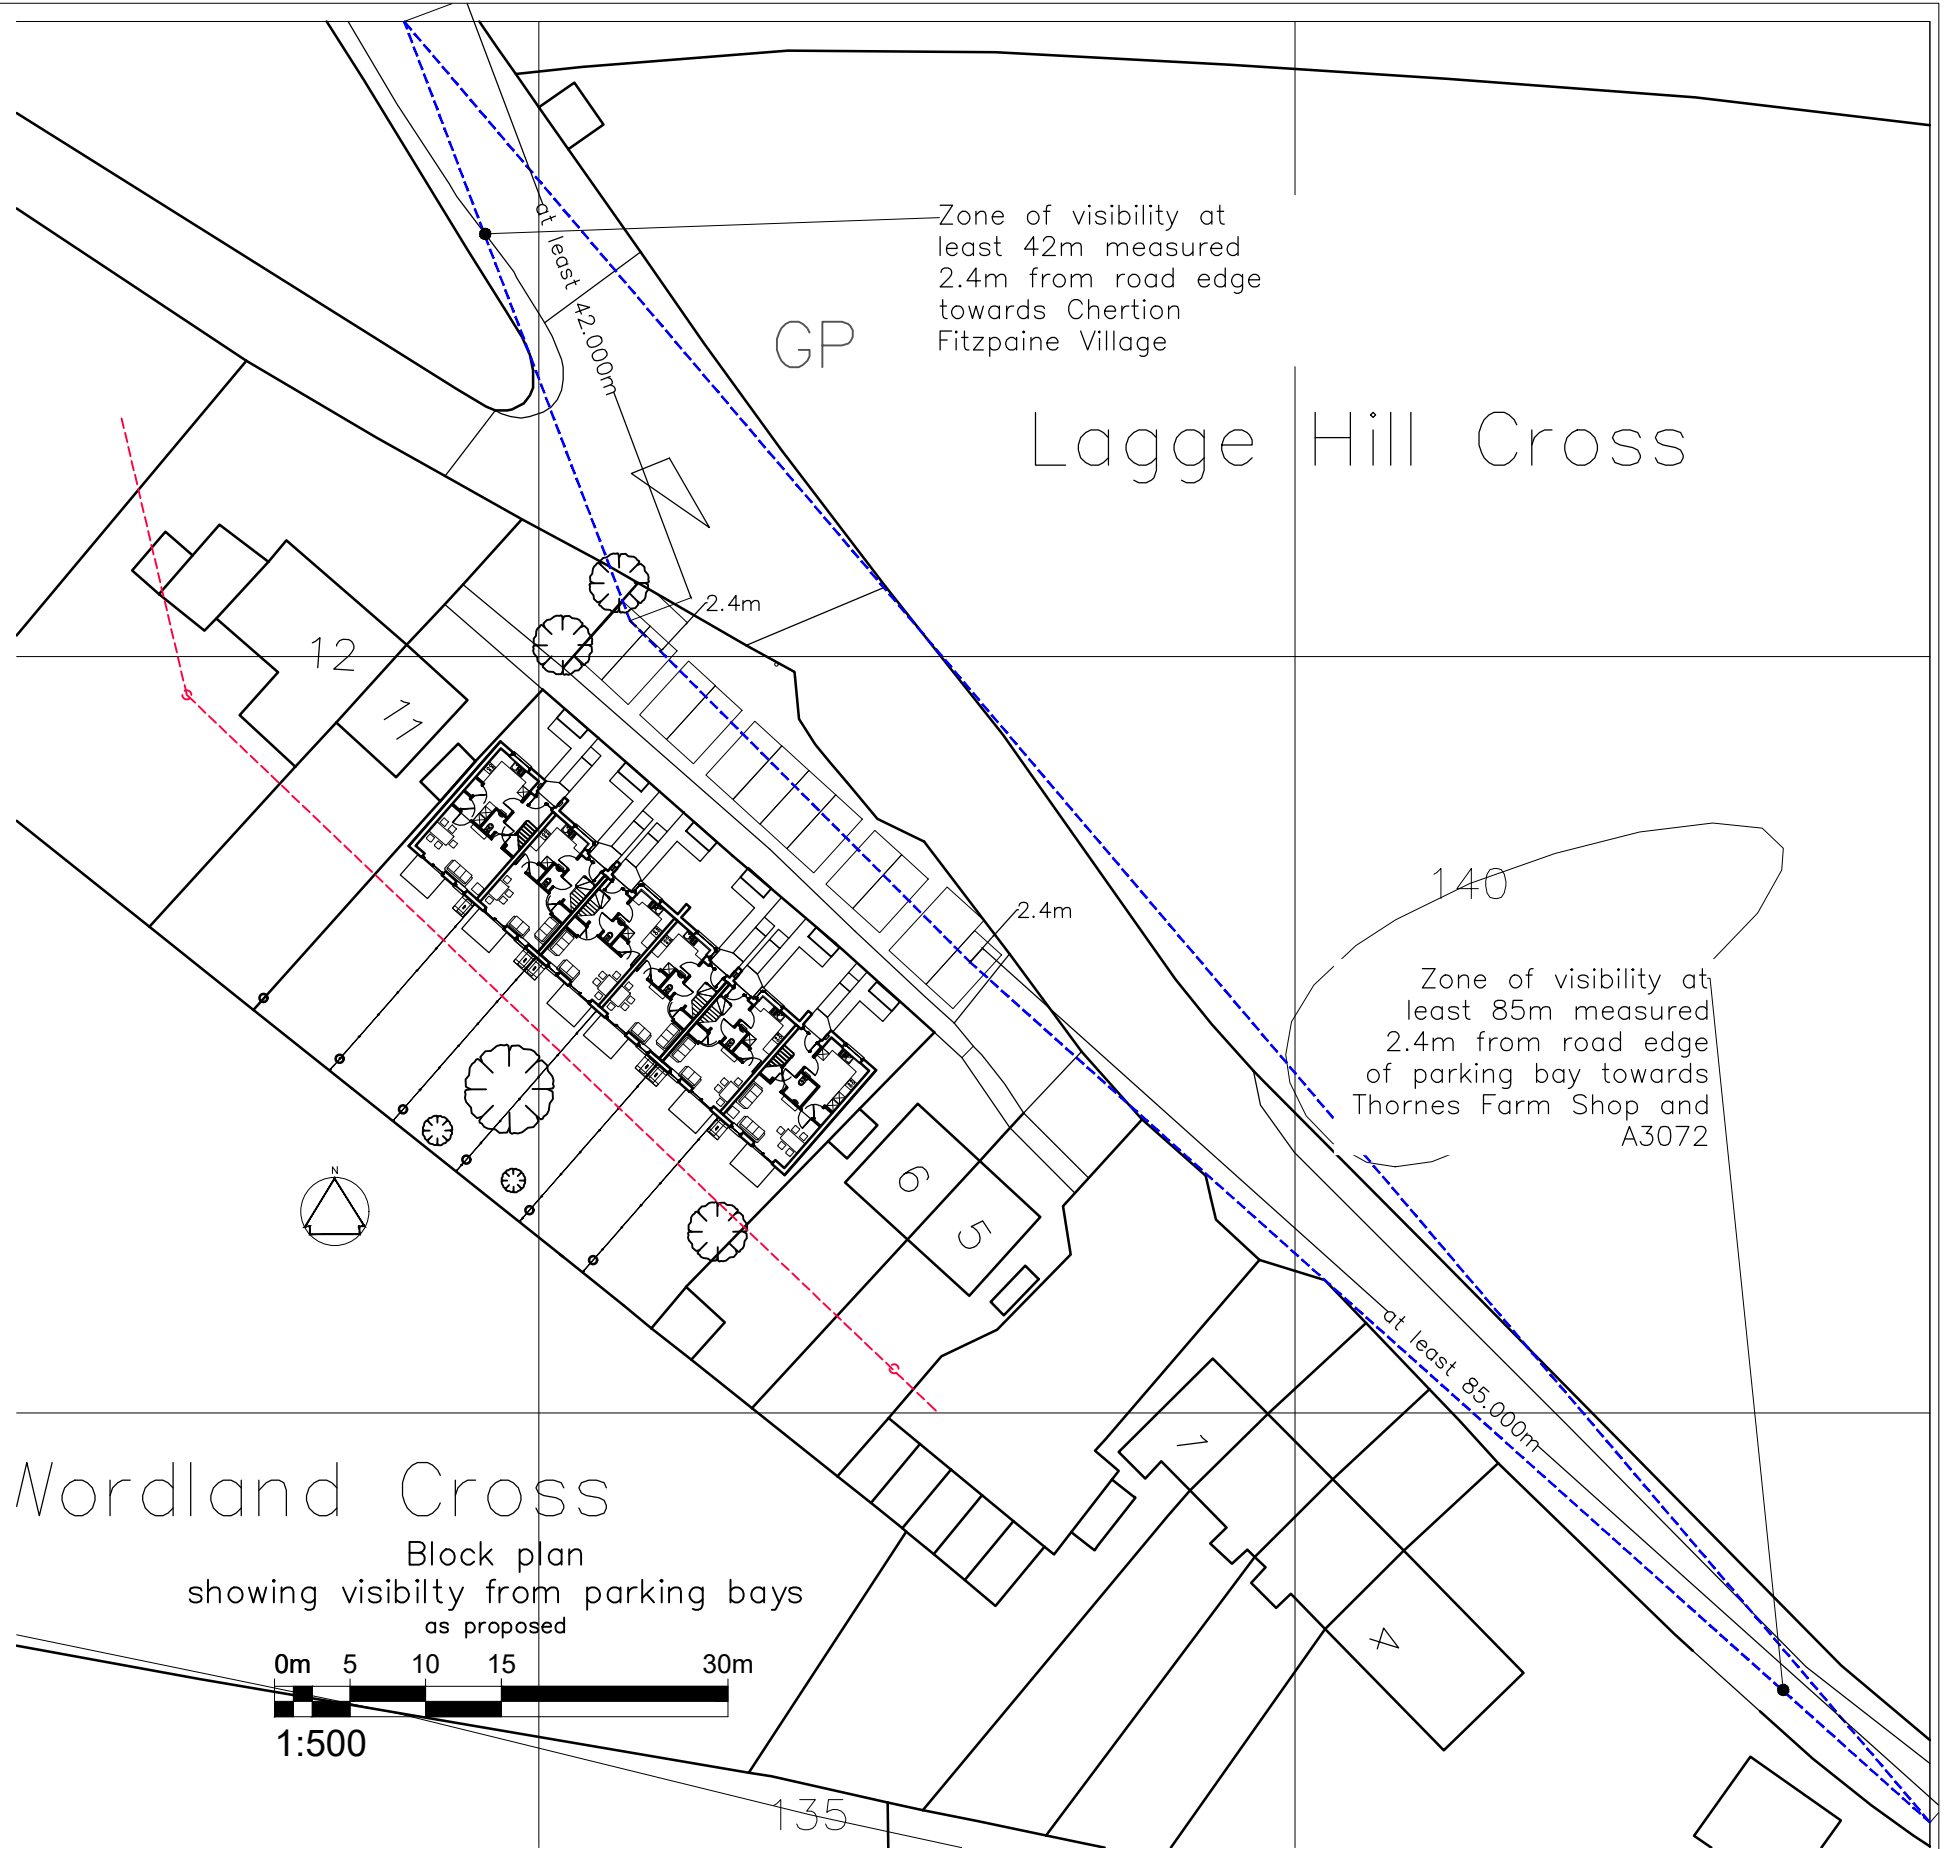 Zone of visibility at
least 42m measured
2.4m from road edge
towards Chertion
Fitzpaine Village
at least 42.000m
GP
Lagge Hill Cross
2.4m
12
11
S
140
2.4m
Zone of visibility at
least 85m measured
2.4m from road edge
of parking bay towards
Thornes Farm Shop and
A3072
N
6
5
C
at least 85.000m
1
4
Wordland Cross
Block plan
showing visibilty from parking bays
as proposed
0m 5 10 15 30m
1:500
135